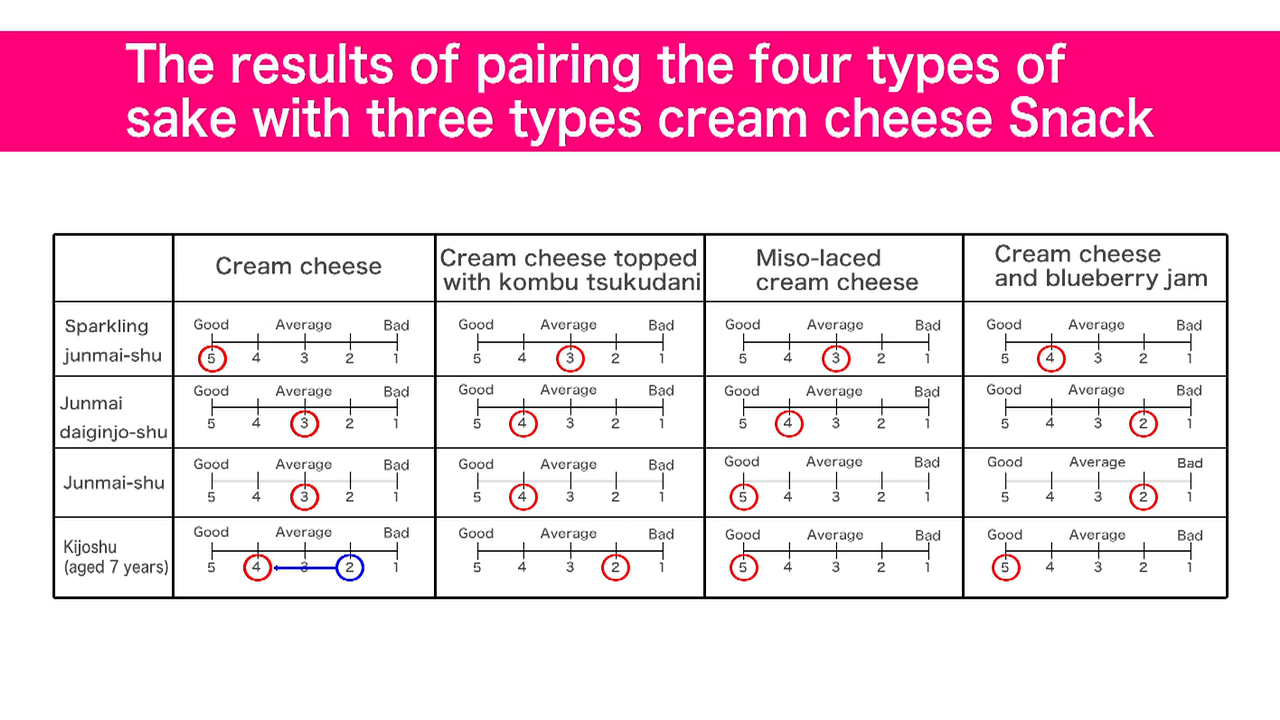 The results of pairing the four types of
sake with three types cream cheese Snack
Cream cheese
Cream cheese topped
with kombu tsukudani
Miso-laced
cream cheese
Cream cheese
and blueberry jam
Sparkling
junmai-shu
Good Average Bad
5 4 3 2 1
Good Average Bad
5 4 3 2 1
Good Average Bad
5 4 3 2 1
Good Average Bad
5 4 3 2 1
Junmai
daiginjo-shu
Good Average Bad
5 4 3 2 1
Good Average Bad
5 4 3 2 1
Good Average Bad
5 4 3 2 1
Good Average Bad
5 4 3 2 1
Junmai-shu
Good Average Bad
5 4 3 2 1
Good Average Bad
5 4 3 2 1
Good Average Bad
5 4 3 2 1
Good Average Bad
5 4 3 2 1
Kijoshu
(aged 7 years)
Good Average Bad
5 4 3 2 1
Good Average Bad
5 4 3 2 1
Good Average Bad
5 4 3 2 1
Good Average Bad
5 4 3 2 1